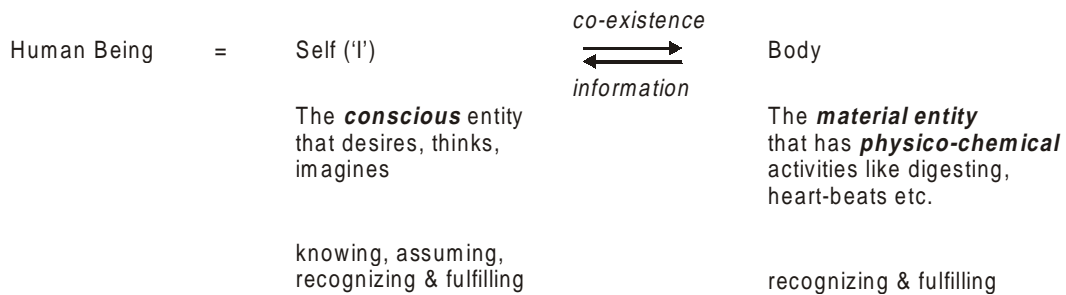 co-existence
Human Being = Self (‘I’) Body
information
The conscious entity
that desires, thinks,
imagines
The material entity
that has physico-chemical
activities like digesting,
heart-beats etc.
knowing, assuming,
recognizing & fulfilling
recognizing & fulfilling